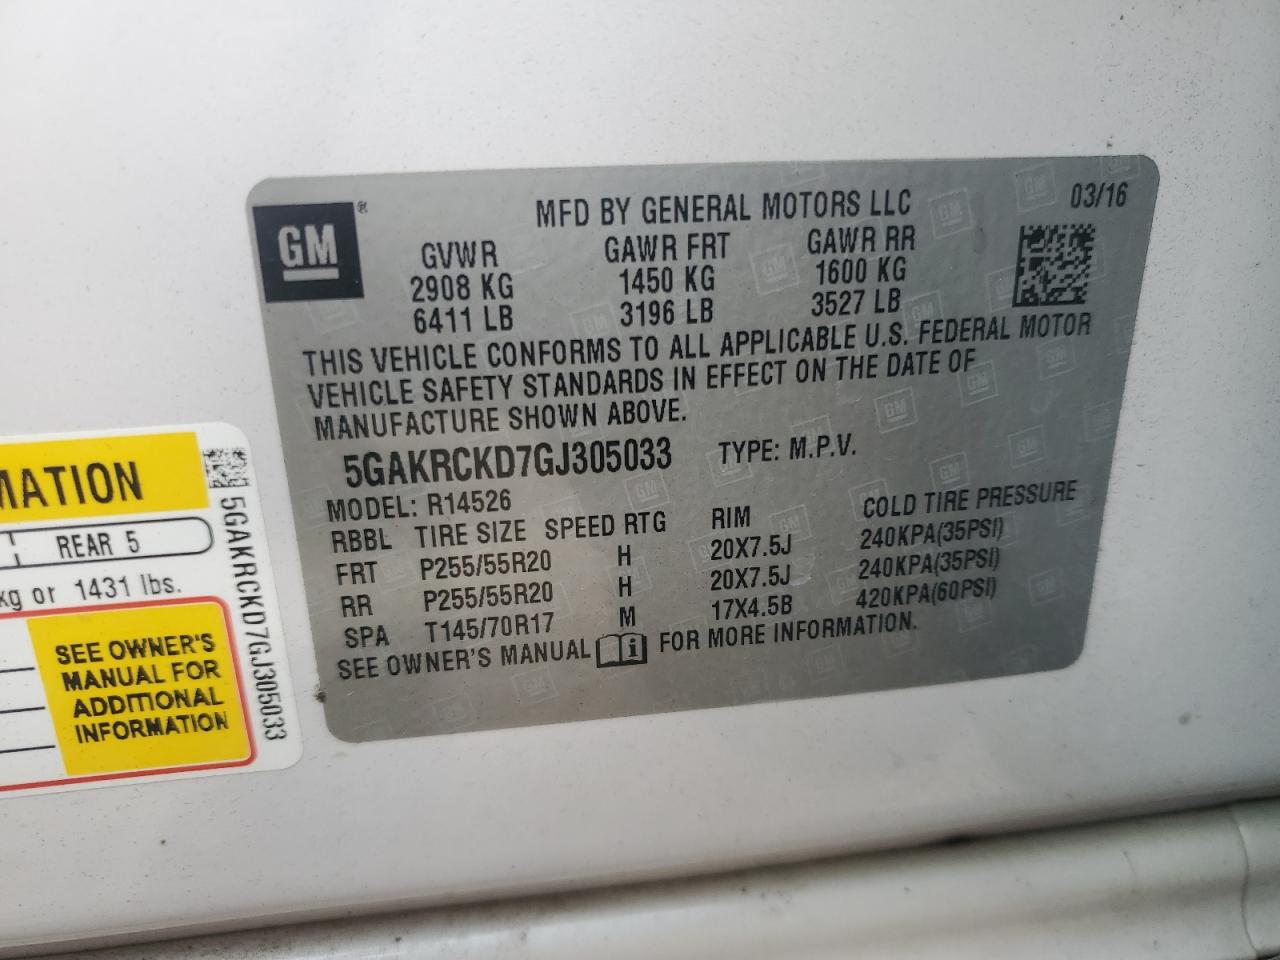 GM ®
MFD BY GENERAL MOTORS LLC
03/16
GVWR GAWR FRT GAWR RR
2908 KG 1450 KG 1600 KG
6411 LB 3196 LB 3527 LB
THIS VEHICLE CONFORMS TO ALL APPLICABLE U.S. FEDERAL MOTOR
VEHICLE SAFETY STANDARDS IN EFFECT ON THE DATE OF
MANUFACTURE SHOWN ABOVE.
5GAKRCKD7GJ305033 TYPE: M.P.V.
MODEL: R14526
RBBL TIRE SIZE SPEED RTG RIM COLD TIRE PRESSURE
FRT P255/55R20 H 20X7.5J 240KPA(35PSI)
RR P255/55R20 H 20X7.5J 240KPA(35PSI)
SPA T145/70R17 M 17X4.5B 420KPA(60PSI)
SEE OWNER'S MANUAL FOR MORE INFORMATION.
REAR 5
kg or 1431 lbs.
SEE OWNER'S
MANUAL FOR
ADDITIONAL
INFORMATION
5GAKRCKD7GJ305033